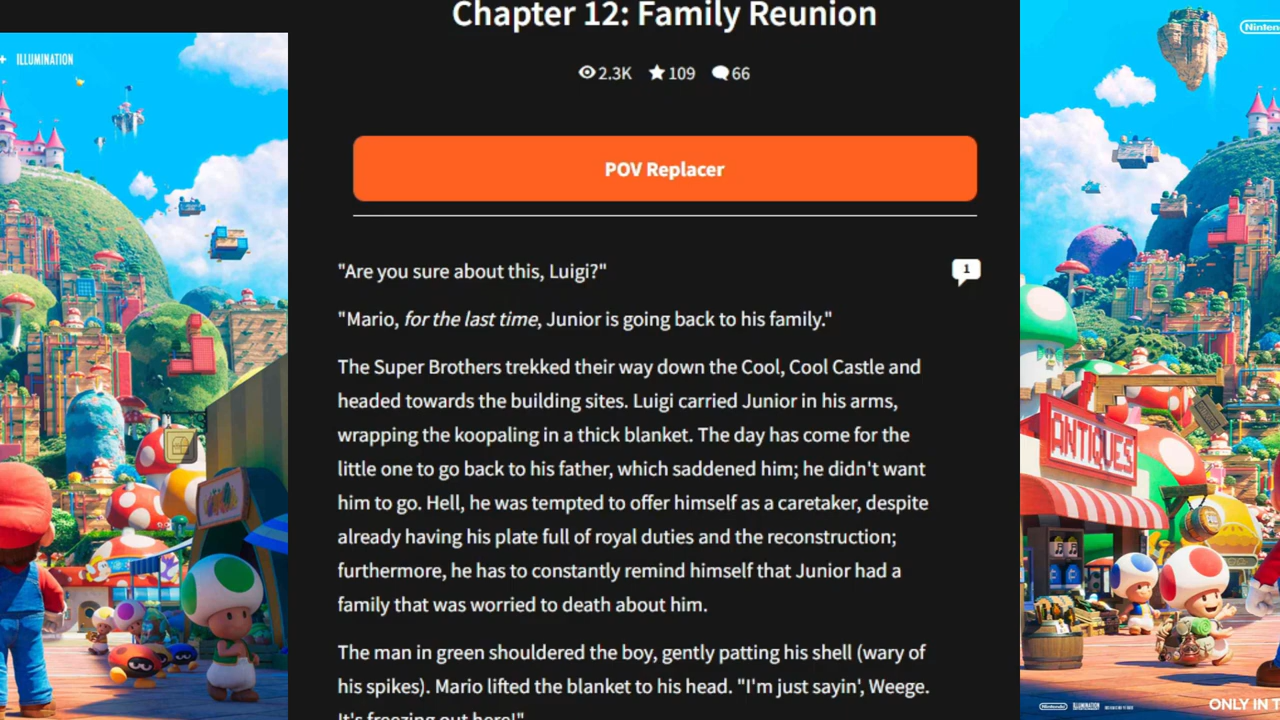 Chapter 12: Family Reunion
2.3K 109 66
POV Replacer
"Are you sure about this, Luigi?"
1
"Mario, for the last time, Junior is going back to his family."
The Super Brothers trekked their way down the Cool, Cool Castle and
headed towards the building sites. Luigi carried Junior in his arms,
wrapping the koopaling in a thick blanket. The day has come for the
little one to go back to his father, which saddened him; he didn't want
him to go. Hell, he was tempted to offer himself as a caretaker, despite
already having his plate full of royal duties and the reconstruction;
furthermore, he has to constantly remind himself that Junior had a
family that was worried to death about him.
The man in green shouldered the boy, gently patting his shell (wary of
his spikes). Mario lifted the blanket to his head. "I'm just sayin', Weege.
It's freezing out here!"
+ ILLUMINATION
Ninten
ANTIQUES
Nintendo
ILLUMINATION
ONLY IN T